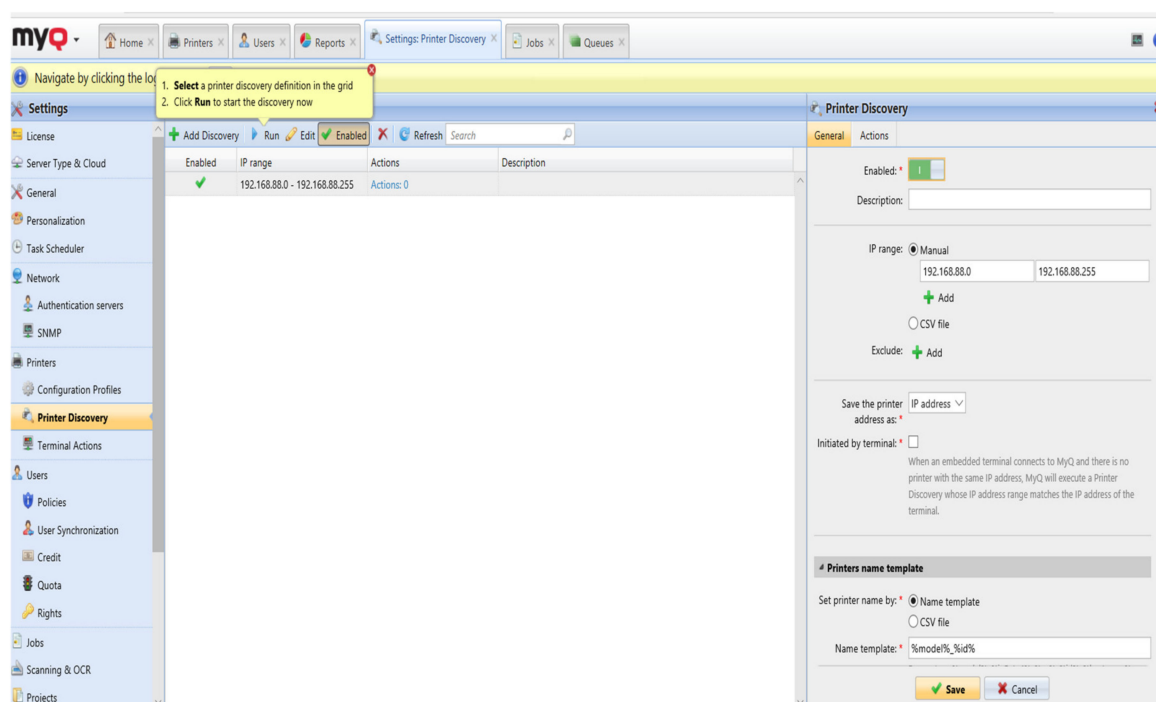 myQ
Home
Printers
Users
Reports
Settings: Printer Discovery
Jobs
Queues
Navigate by clicking the lo
1. Select a printer discovery definition in the grid
2. Click Run to start the discovery now
Settings
License
Server Type & Cloud
General
Personalization
Task Scheduler
Network
Authentication servers
SNMP
Printers
Configuration Profiles
Printer Discovery
Terminal Actions
Users
Policies
User Synchronization
Credit
Quota
Rights
Jobs
Scanning & OCR
Projects
Add Discovery Run Edit Enabled Refresh Search
Enabled IP range Actions Description
192.168.88.0 - 192.168.88.255 Actions: 0
Printer Discovery
General Actions
Enabled: *
Description:
IP range: Manual
192.168.88.0 192.168.88.255
Add
CSV file
Exclude: Add
Save the printer address as: * IP address
Initiated by terminal: *
When an embedded terminal connects to MyQ and there is no
printer with the same IP address, MyQ will execute a Printer
Discovery whose IP address range matches the IP address of the
terminal.
Printers name template
Set printer name by: * Name template
CSV file
Name template: * %model%_%id%
Save Cancel